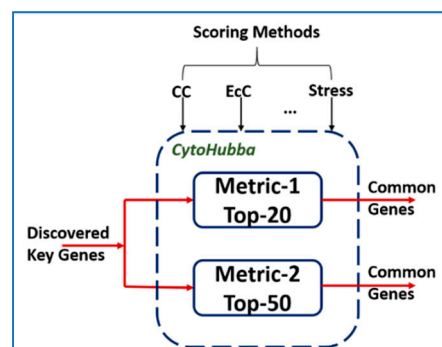 Scoring Methods
CC EcC ... Stress
CytoHubba
Metric-1
Top-20
Common
Genes
Discovered
Key Genes
Metric-2
Top-50
Common
Genes